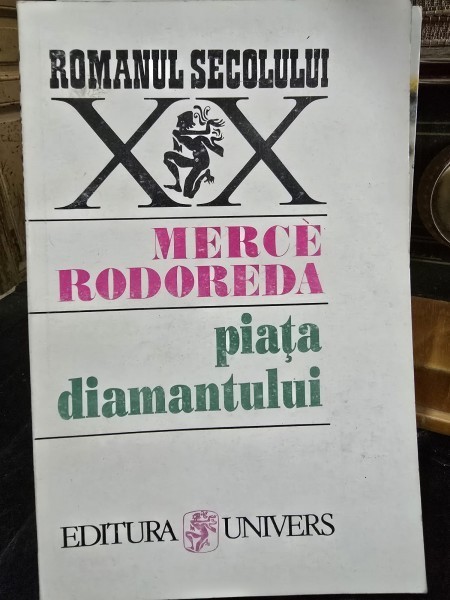 ROMANUL SECOLULUI
XX
MERCÈ
RODOREDA
piața
diamantului
EDITURA UNIVERS